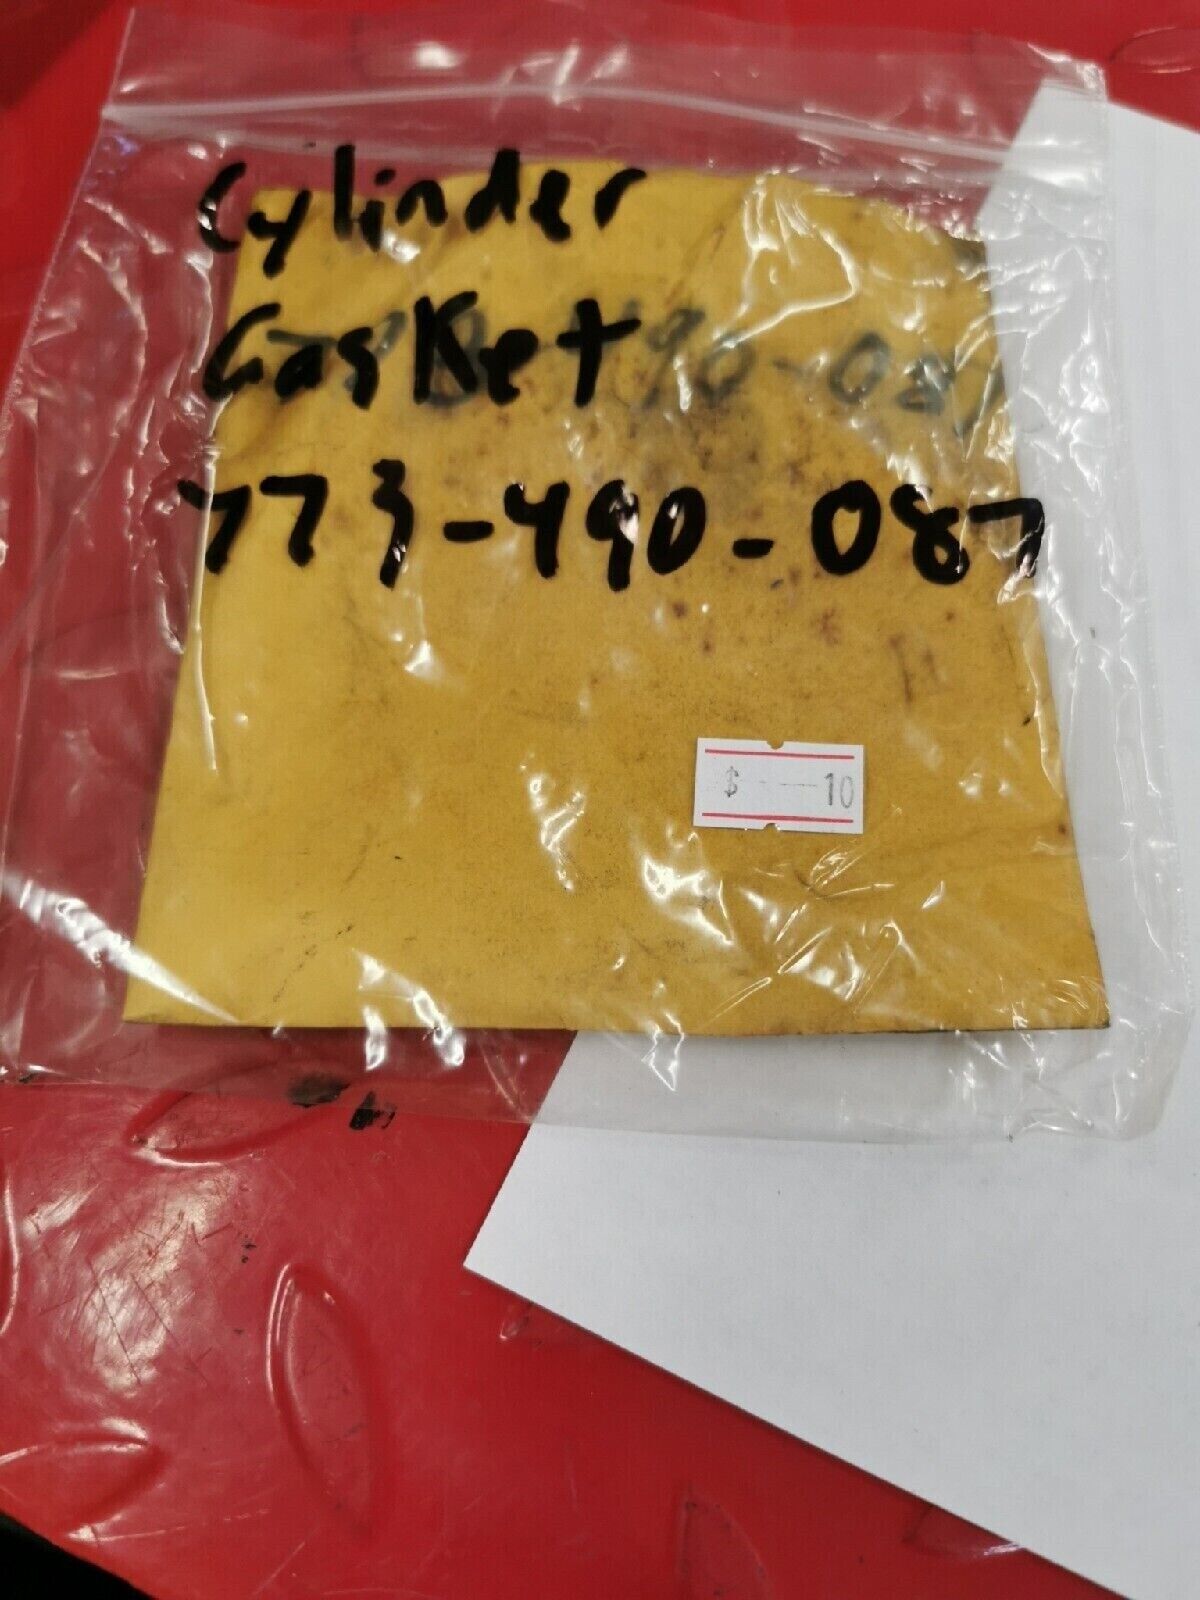 Cylinder
Gasket
773-490-087
$ --- 10